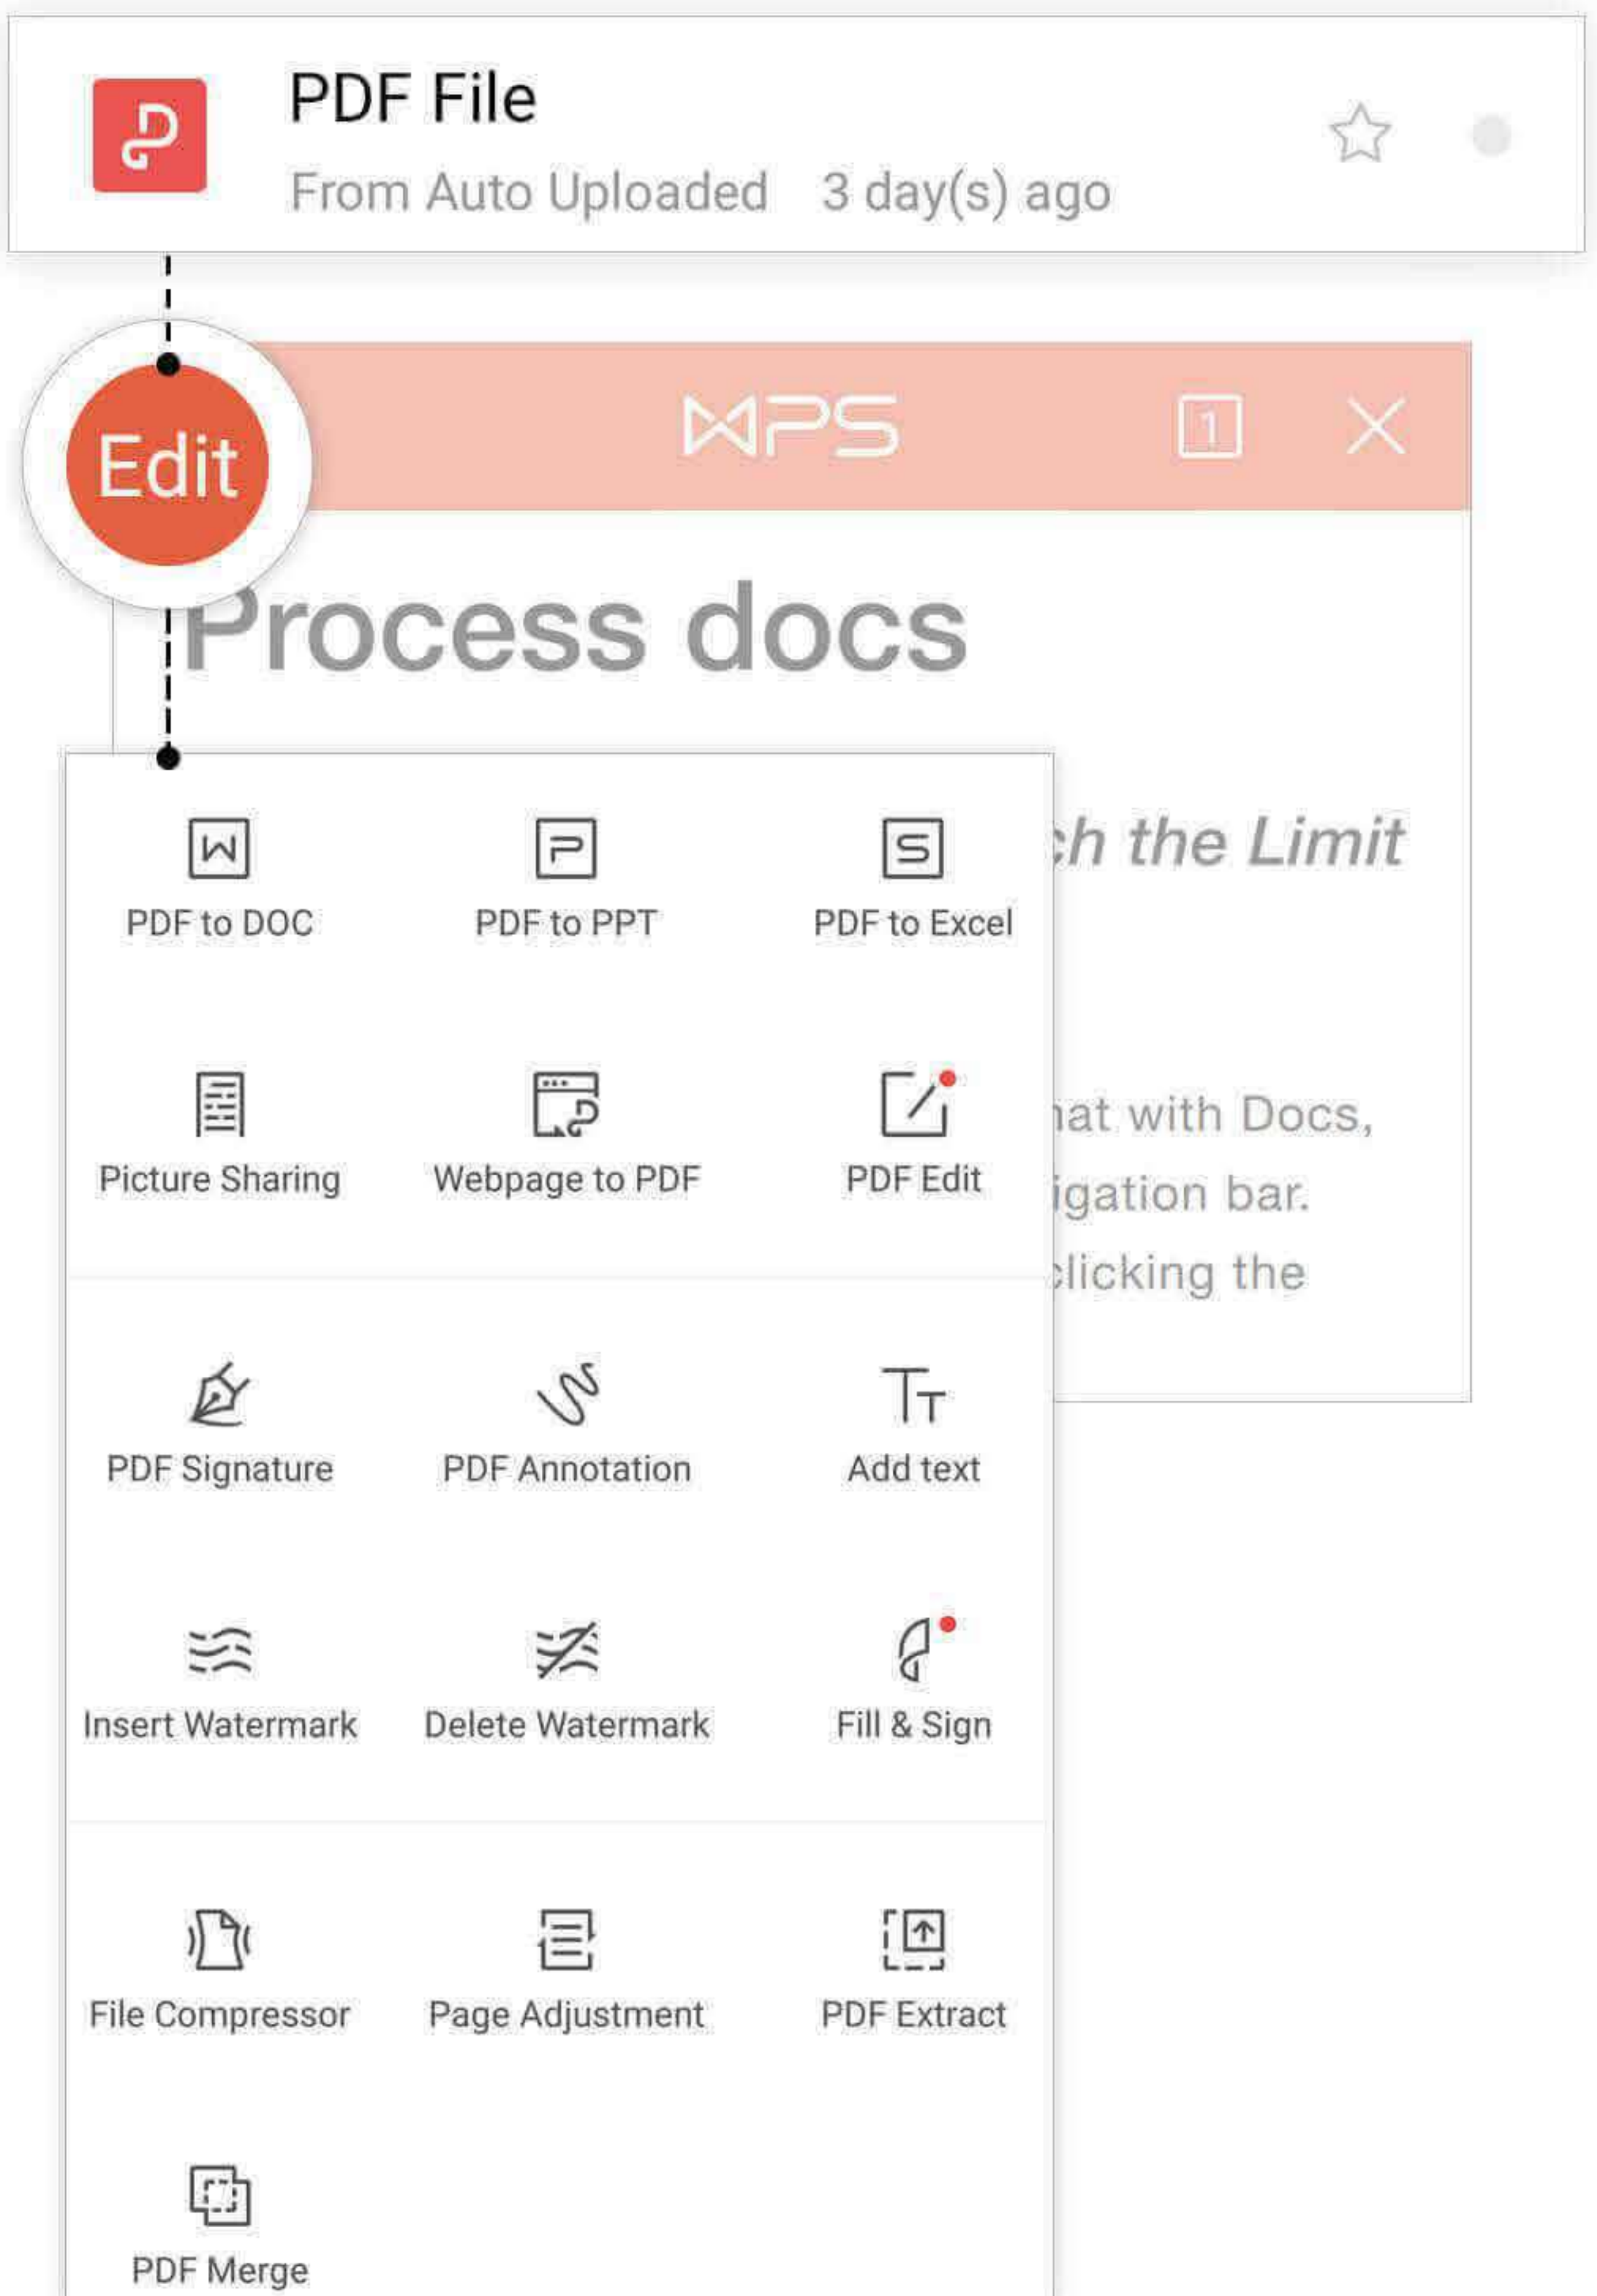 PDF File
From Auto Uploaded 3 day(s) ago
Edit
WPS
1
Process docs
ch the Limit
PDF to DOC
PDF to PPT
PDF to Excel
Picture Sharing
Webpage to PDF
PDF Edit
hat with Docs,
igation bar.
clicking the
PDF Signature
PDF Annotation
Add text
Insert Watermark
Delete Watermark
Fill & Sign
File Compressor
Page Adjustment
PDF Extract
PDF Merge